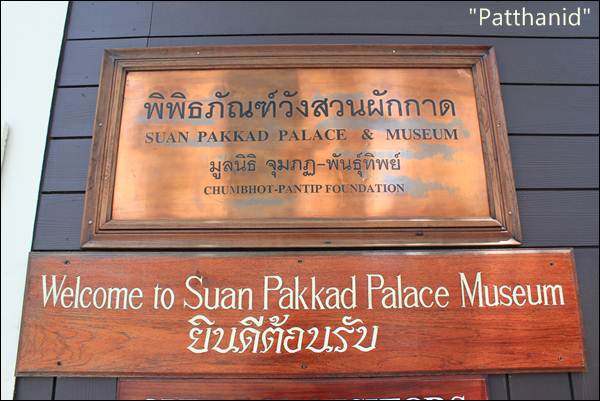 "Patthanid"
พิพิธภัณฑ์วังสวนผักกาด
SUAN PAKKAD PALACE & MUSEUM
มูลนิธิ จุมภฏ-พันธุ์ทิพย์
CHUMBHOT-PANTIP FOUNDATION
Welcome to Suan Pakkad Palace Museum
ยินดีต้อนรับ